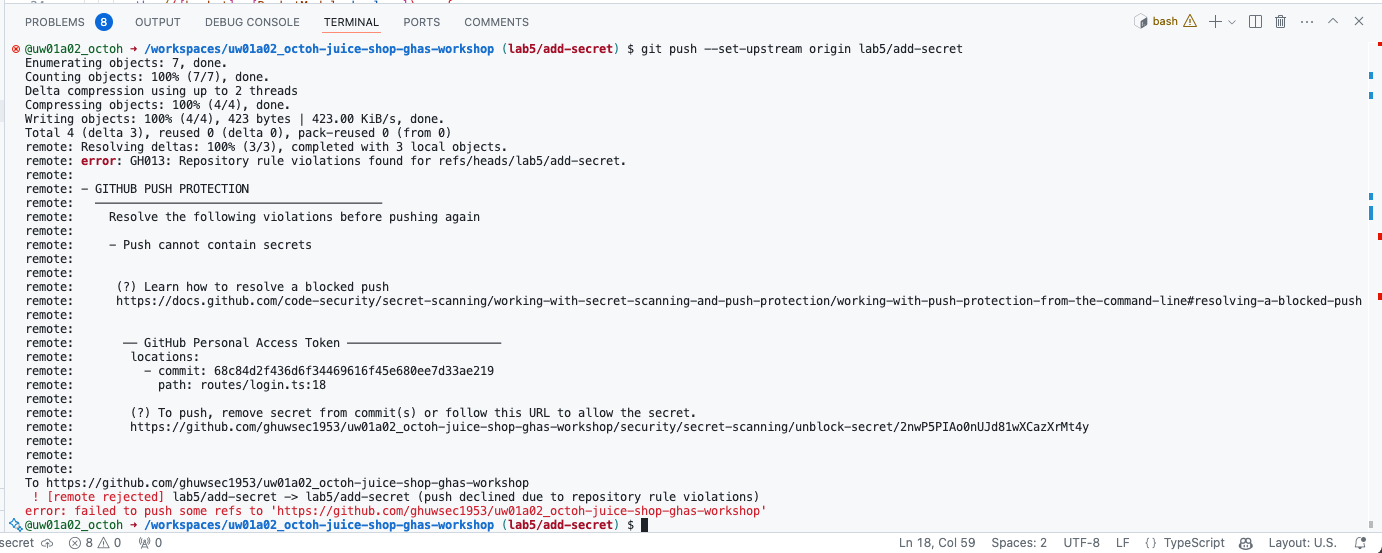 PROBLEMS 8 OUTPUT DEBUG CONSOLE TERMINAL PORTS COMMENTS bash
@uw01a02_octoh → /workspaces/uw01a02_octoh-juice-shop-ghas-workshop (lab5/add-secret) $ git push --set-upstream origin lab5/add-secret
Enumerating objects: 7, done.
Counting objects: 100% (7/7), done.
Delta compression using up to 2 threads
Compressing objects: 100% (4/4), done.
Writing objects: 100% (4/4), 423 bytes | 423.00 KiB/s, done.
Total 4 (delta 3), reused 0 (delta 0), pack-reused 0 (from 0)
remote: Resolving deltas: 100% (3/3), completed with 3 local objects.
remote: error: GH013: Repository rule violations found for refs/heads/lab5/add-secret.
remote:
remote: - GITHUB PUSH PROTECTION
remote: —————————————————————————————————————————
remote: Resolve the following violations before pushing again
remote:
remote: - Push cannot contain secrets
remote:
remote:
remote: (?) Learn how to resolve a blocked push
remote: https://docs.github.com/code-security/secret-scanning/working-with-secret-scanning-and-push-protection/working-with-push-protection-from-the-command-line#resolving-a-blocked-push
remote:
remote:
remote: —— GitHub Personal Access Token ——————————————————————
remote: locations:
remote: - commit: 68c84d2f436d6f34469616f45e680ee7d33ae219
remote: path: routes/login.ts:18
remote:
remote: (?) To push, remove secret from commit(s) or follow this URL to allow the secret.
remote: https://github.com/ghuwsec1953/uw01a02_octoh-juice-shop-ghas-workshop/security/secret-scanning/unblock-secret/2nwP5PIAo0nUJd81wXCazXrMt4y
remote:
remote:
remote:
To https://github.com/ghuwsec1953/uw01a02_octoh-juice-shop-ghas-workshop
! [remote rejected] lab5/add-secret -> lab5/add-secret (push declined due to repository rule violations)
error: failed to push some refs to 'https://github.com/ghuwsec1953/uw01a02_octoh-juice-shop-ghas-workshop'
@uw01a02_octoh → /workspaces/uw01a02_octoh-juice-shop-ghas-workshop (lab5/add-secret) $
secret 8 0 0 Ln 18, Col 59 Spaces: 2 UTF-8 LF {} TypeScript Layout: U.S.